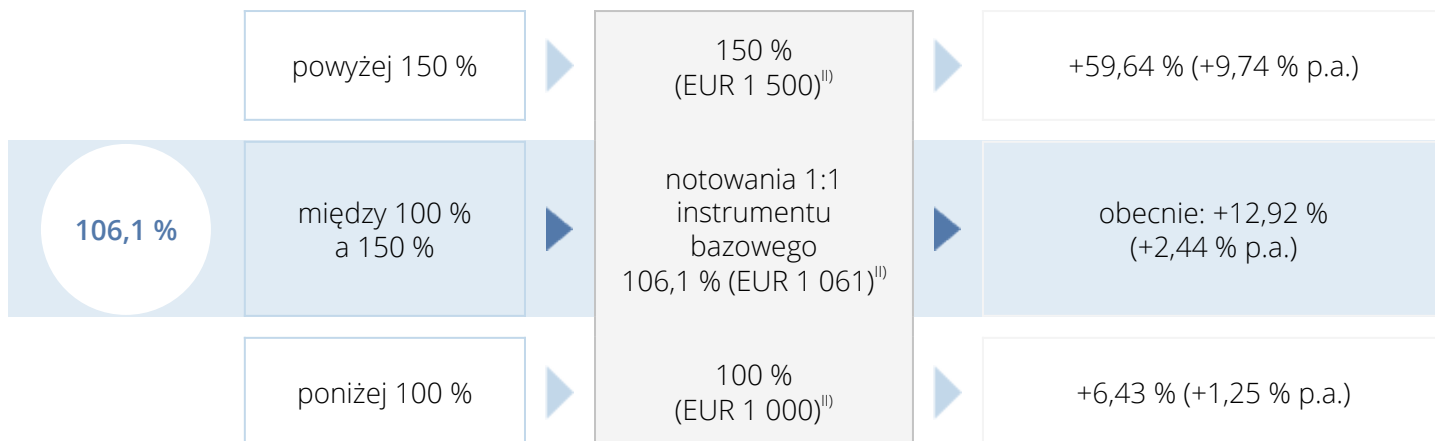 powyżej 150 %
150 %
(EUR 1 500)II)
+59,64 % (+9,74 % p.a.)
106,1 %
między 100 %
a 150 %
notowania 1:1
instrumentu
bazowego
106,1 % (EUR 1 061)II)
obecnie: +12,92 %
(+2,44 % p.a.)
poniżej 100 %
100 %
(EUR 1 000)II)
+6,43 % (+1,25 % p.a.)